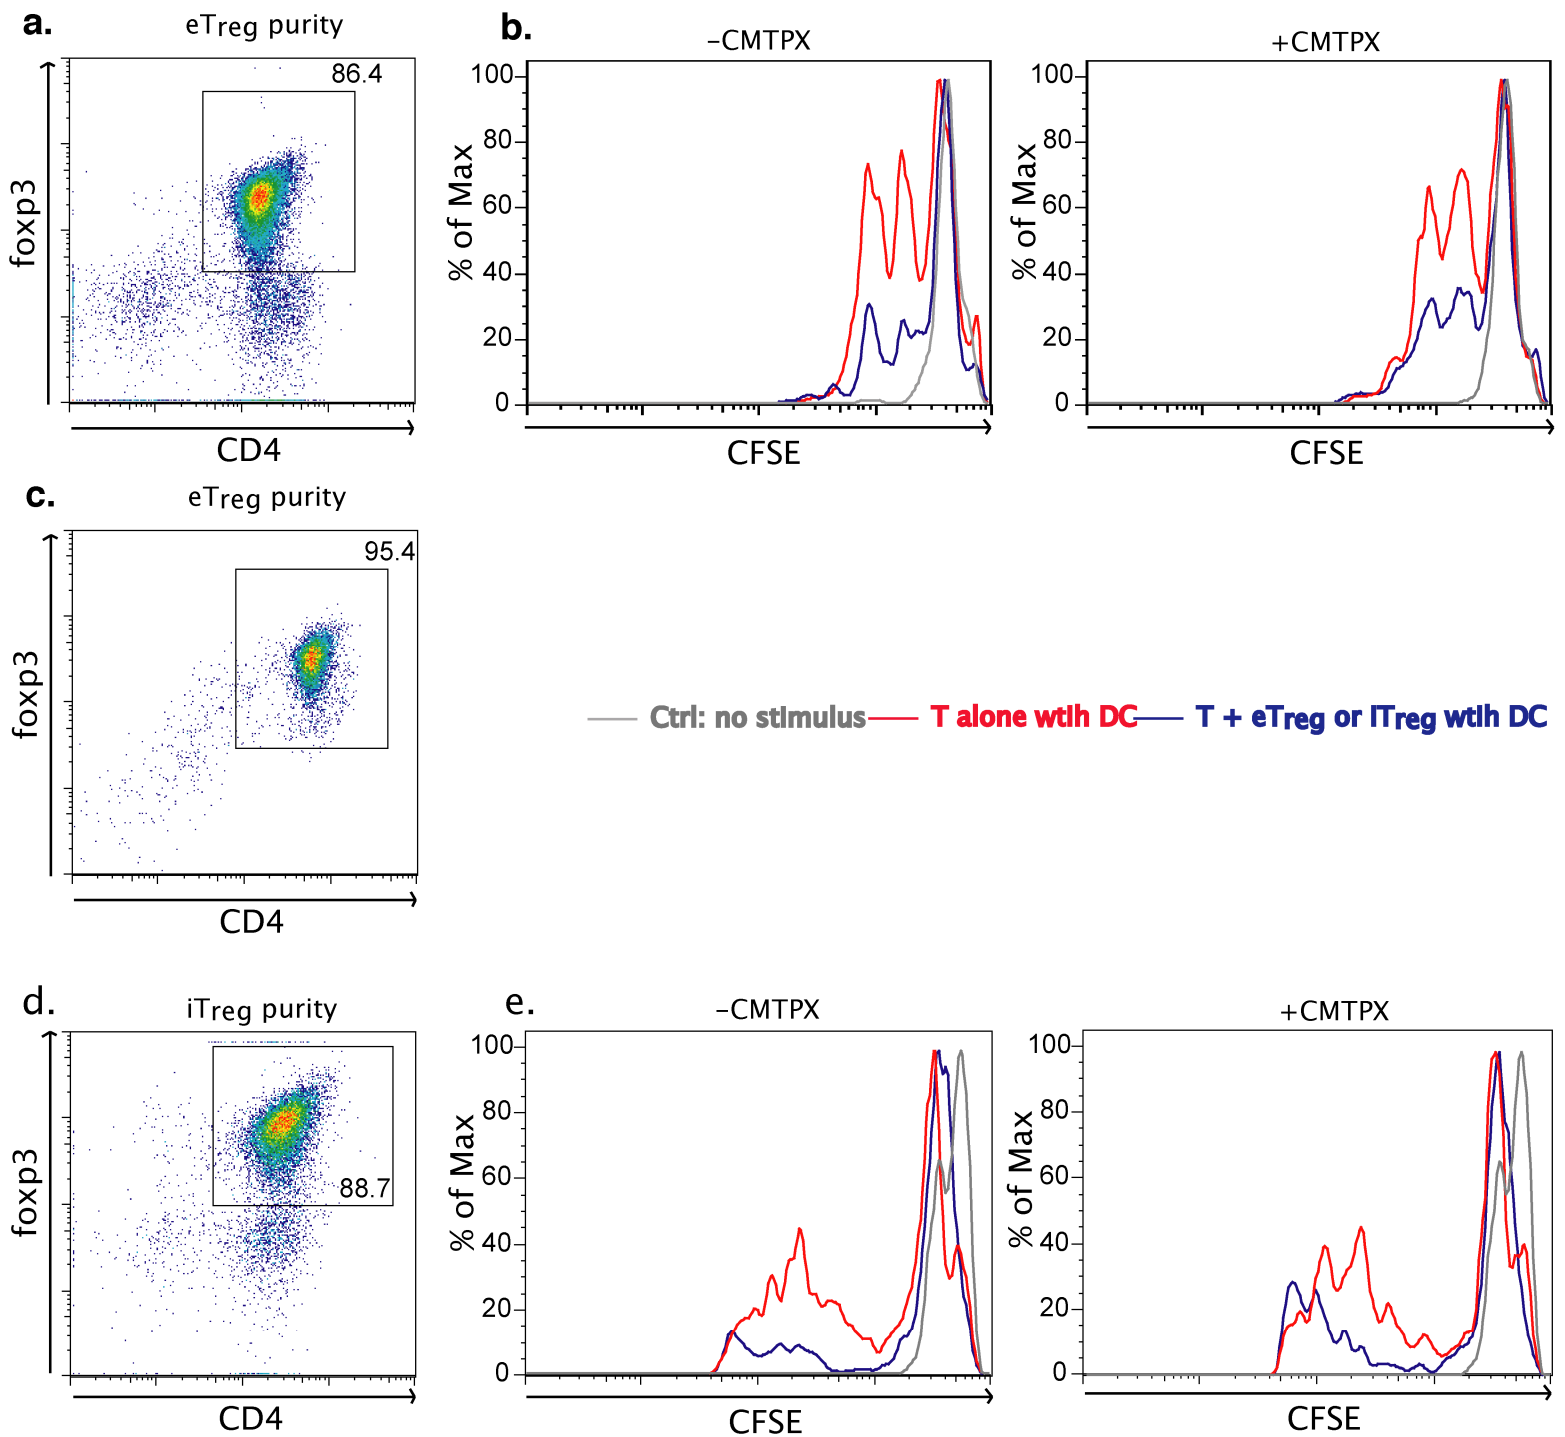 a.
eTreg purity
86.4
foxp3
CD4
b.
–CMTPX
100
80
60
40
20
0
% of Max
CFSE
+CMTPX
100
80
60
40
20
0
% of Max
CFSE
c.
eTreg purity
95.4
foxp3
CD4
Ctrl: no stimulus
T alone wtih DC
T + eTreg or iTreg wtih DC
d.
iTreg purity
88.7
foxp3
CD4
e.
–CMTPX
100
80
60
40
20
0
% of Max
CFSE
+CMTPX
100
80
60
40
20
0
% of Max
CFSE